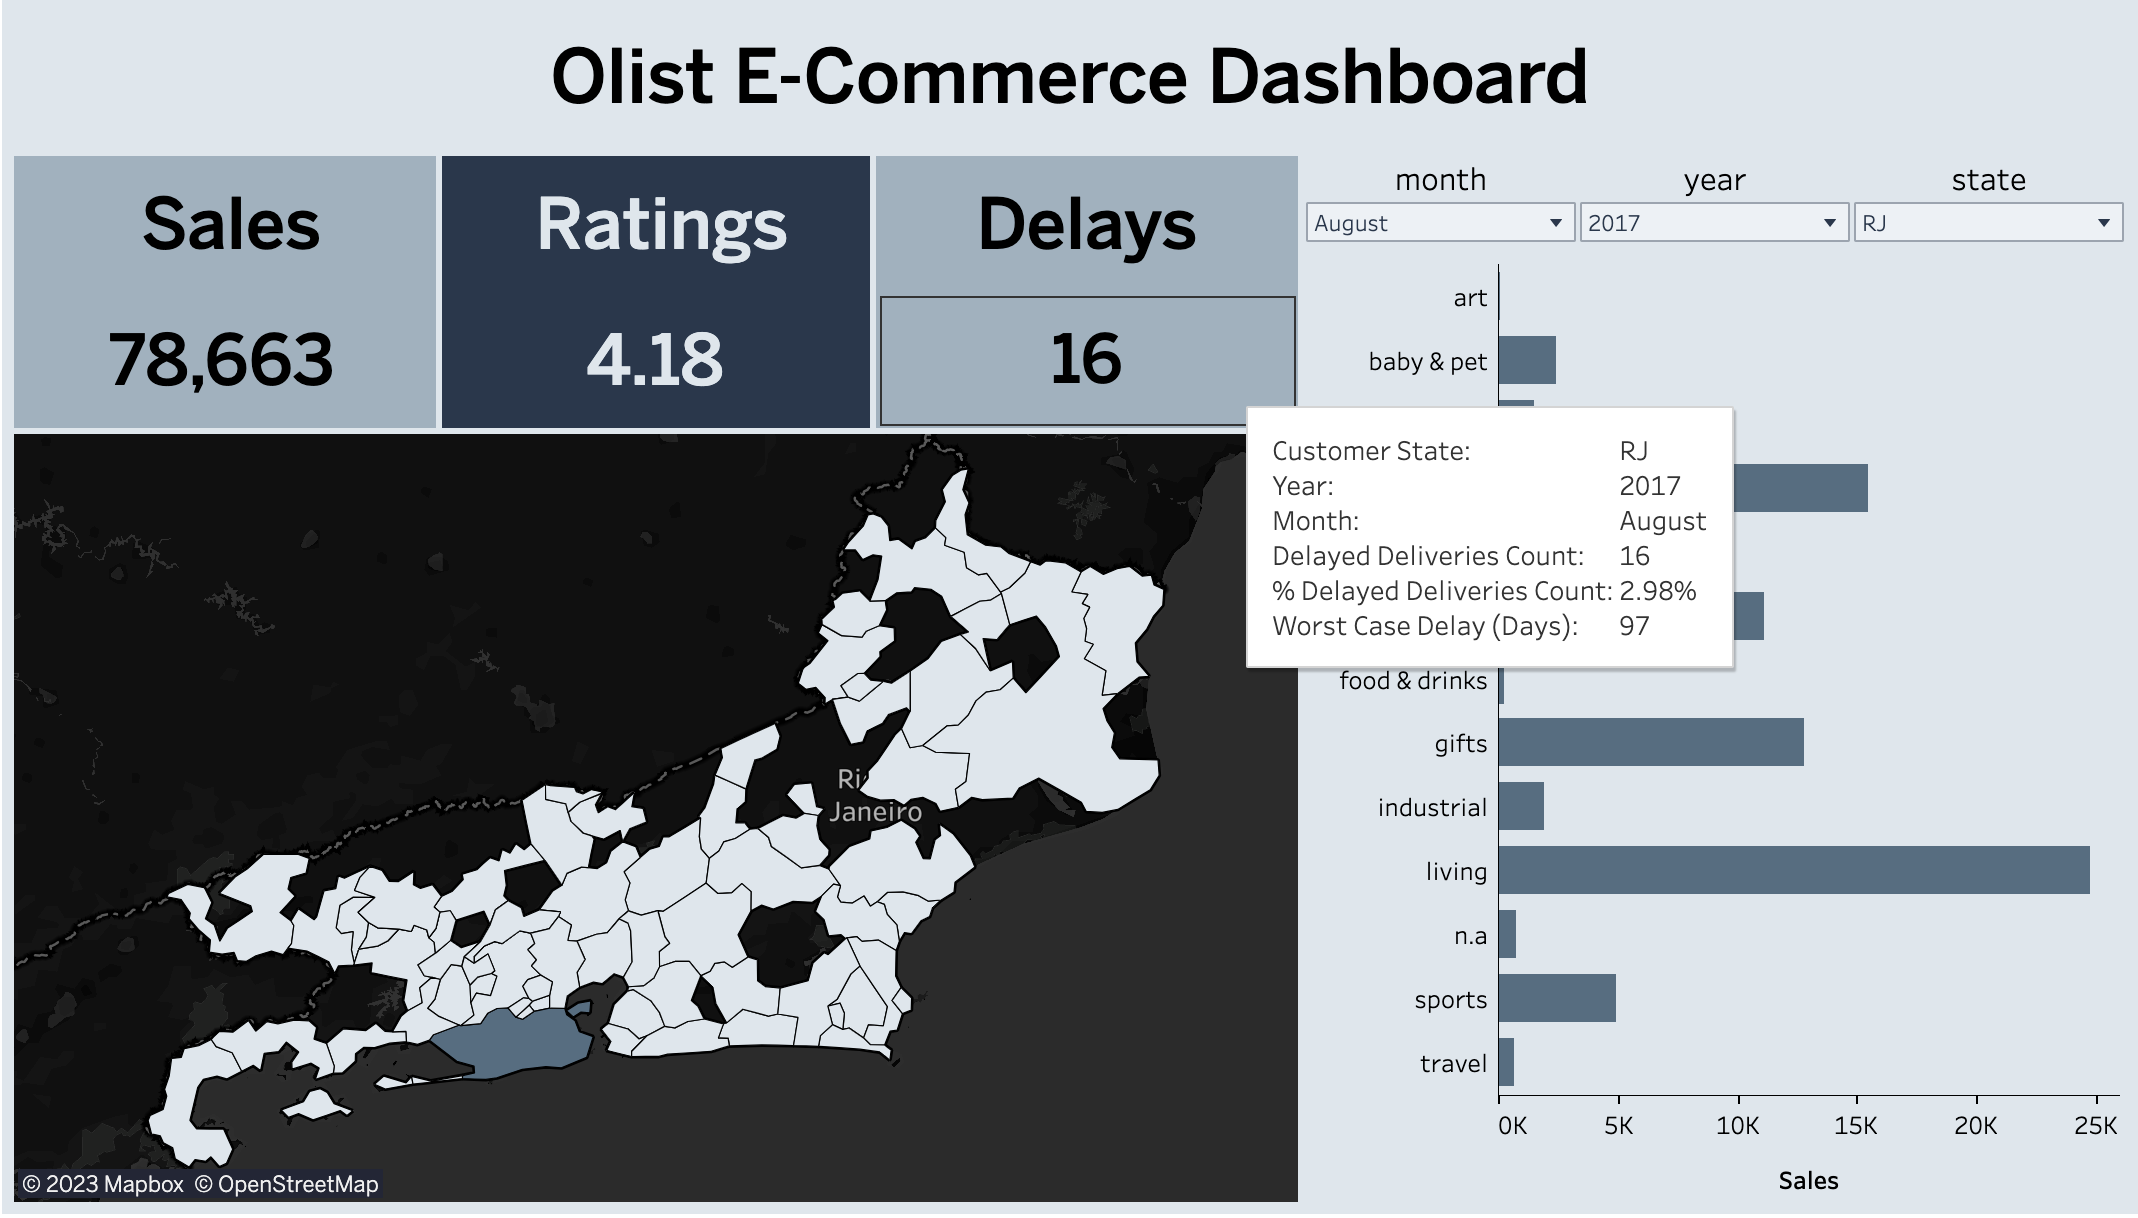 Olist E-Commerce Dashboard
Sales
78,663
Ratings
4.18
Delays
16
month
year
state
August
2017
RJ
art
baby & pet
Customer State: RJ
Year: 2017
Month: August
Delayed Deliveries Count: 16
% Delayed Deliveries Count: 2.98%
Worst Case Delay (Days): 97
food & drinks
gifts
industrial
living
n.a
sports
travel
0K 5K 10K 15K 20K 25K
Sales
Ri
Janeiro
© 2023 Mapbox © OpenStreetMap